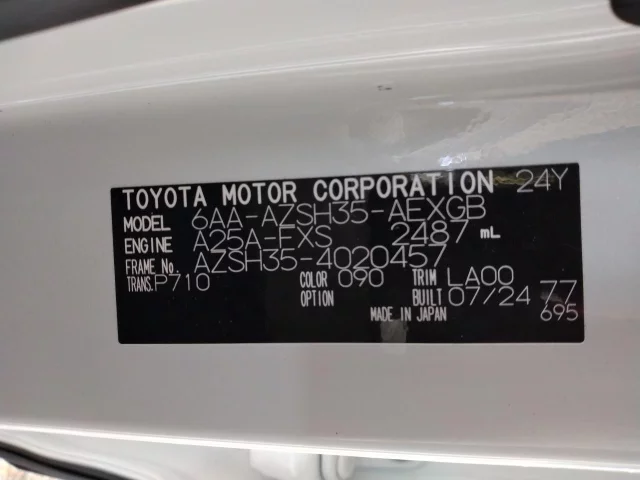 TOYOTA MOTOR CORPORATION 24Y
MODEL 6AA-AZSH35-AEXGB
ENGINE A25A-FXS 2487 mL
FRAME No. AZSH35-4020457
TRANS. P710 COLOR 090 TRIM LA00 77
OPTION BUILT 07/24
MADE IN JAPAN 695